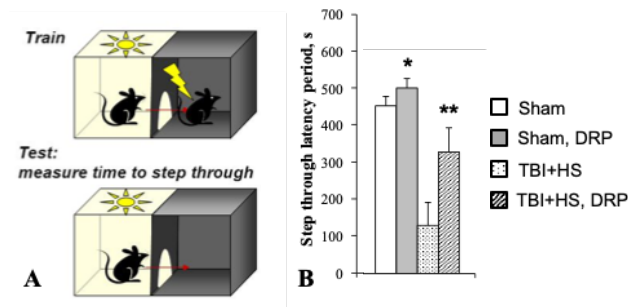 Train
Test:
measure time to step through
A
Step through latency period, s
700
600
500
400
300
200
100
0
*
**
B
Sham
Sham, DRP
TBI+HS
TBI+HS, DRP